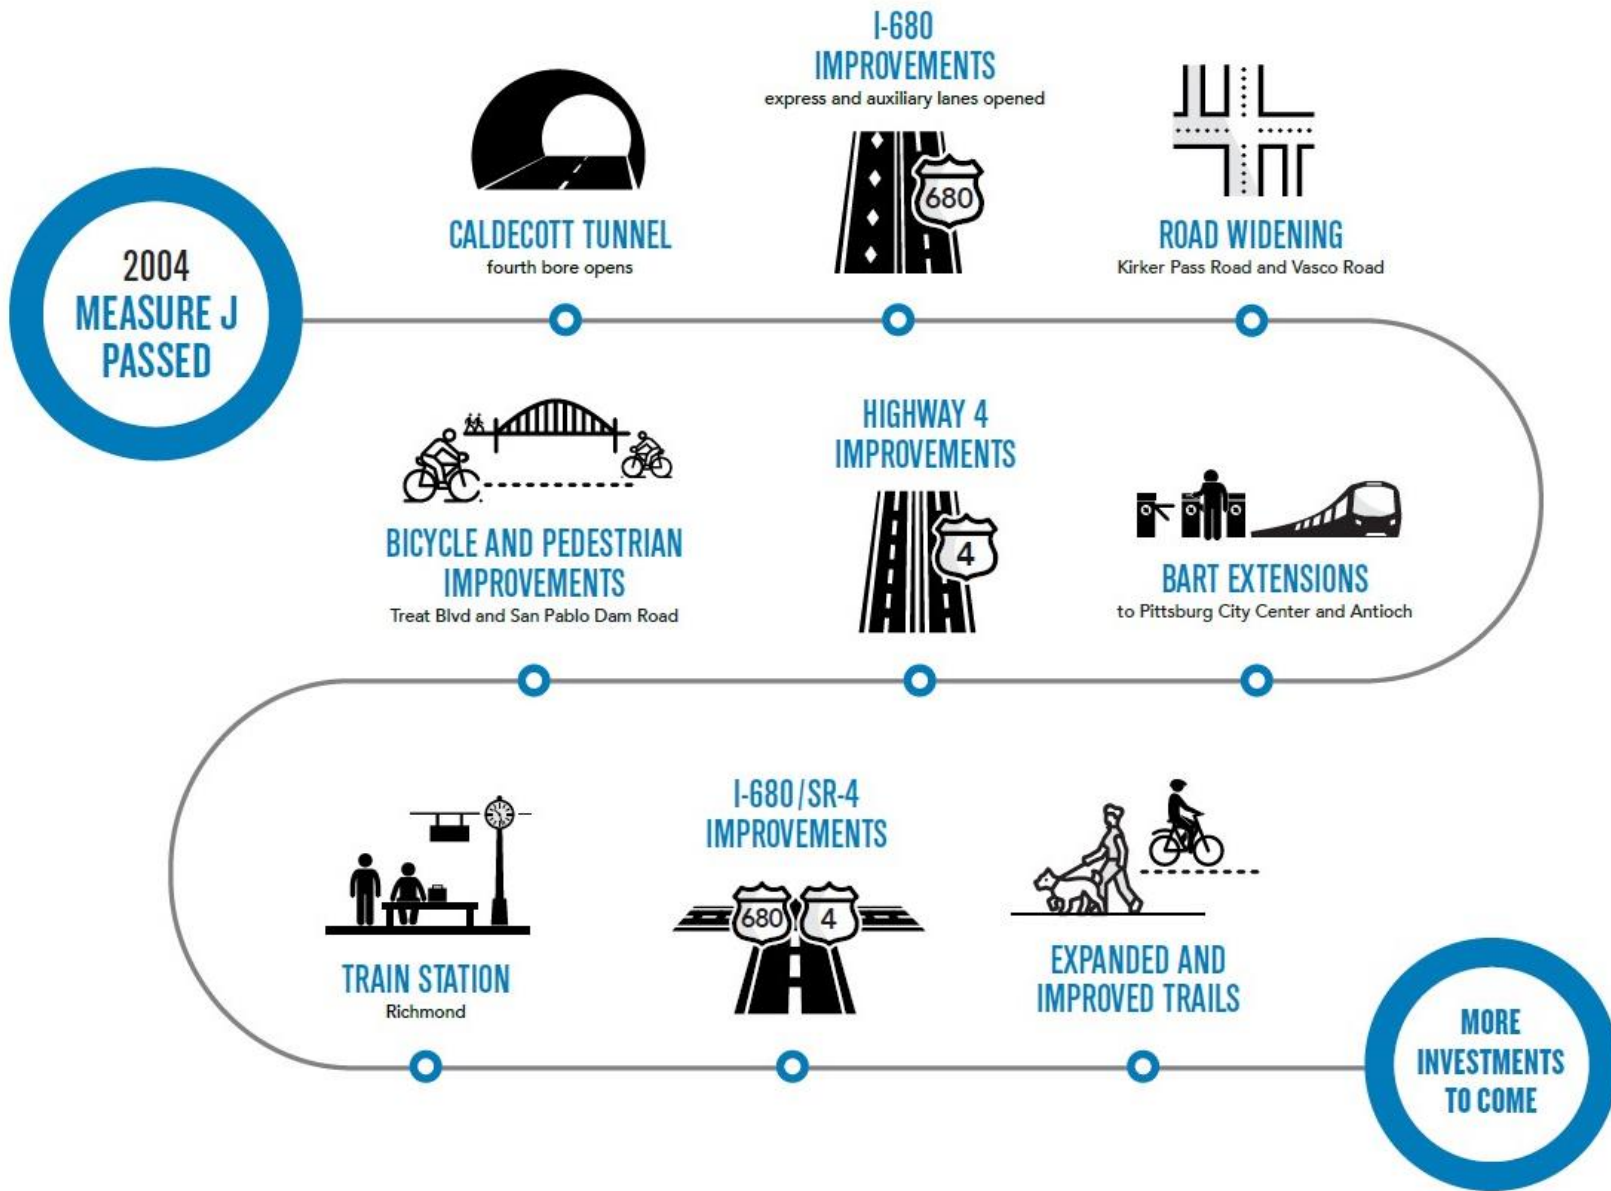 2004
MEASURE J
PASSED
CALDECOTT TUNNEL
fourth bore opens
I-680
IMPROVEMENTS
express and auxiliary lanes opened
680
ROAD WIDENING
Kirker Pass Road and Vasco Road
BART EXTENSIONS
to Pittsburg City Center and Antioch
HIGHWAY 4
IMPROVEMENTS
4
BICYCLE AND PEDESTRIAN
IMPROVEMENTS
Treat Blvd and San Pablo Dam Road
TRAIN STATION
Richmond
I-680/SR-4
IMPROVEMENTS
680 4
EXPANDED AND
IMPROVED TRAILS
MORE
INVESTMENTS
TO COME